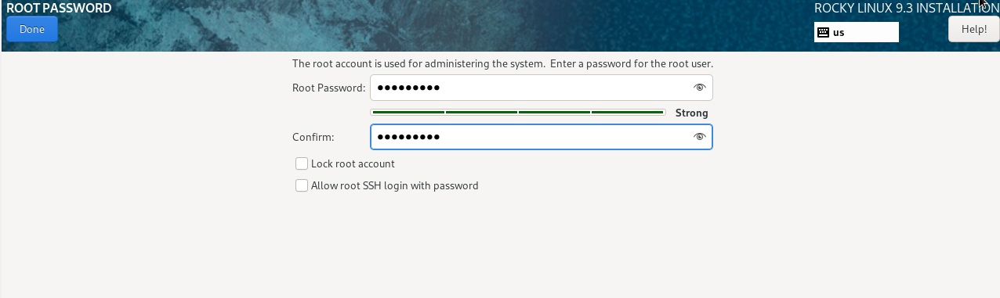 ROOT PASSWORD
ROCKY LINUX 9.3 INSTALLATION
Done
us
Help!
The root account is used for administering the system. Enter a password for the root user.
Root Password: ●●●●●●●●●
Strong
Confirm: ●●●●●●●●●
Lock root account
Allow root SSH login with password